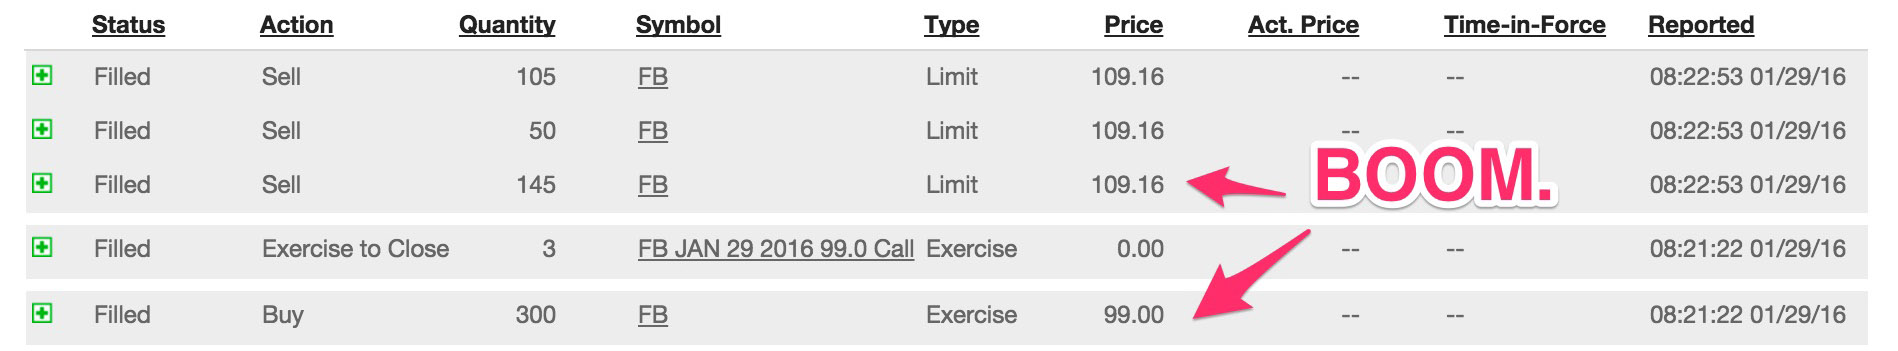 Status Action Quantity Symbol Type Price Act. Price Time-in-Force Reported
Filled Sell 105 FB Limit 109.16 -- -- 08:22:53 01/29/16
Filled Sell 50 FB Limit 109.16 -- -- 08:22:53 01/29/16
Filled Sell 145 FB Limit 109.16 BOOM. 08:22:53 01/29/16
Filled Exercise to Close 3 FB JAN 29 2016 99.0 Call Exercise 0.00 -- -- 08:21:22 01/29/16
Filled Buy 300 FB Exercise 99.00 -- -- 08:21:22 01/29/16